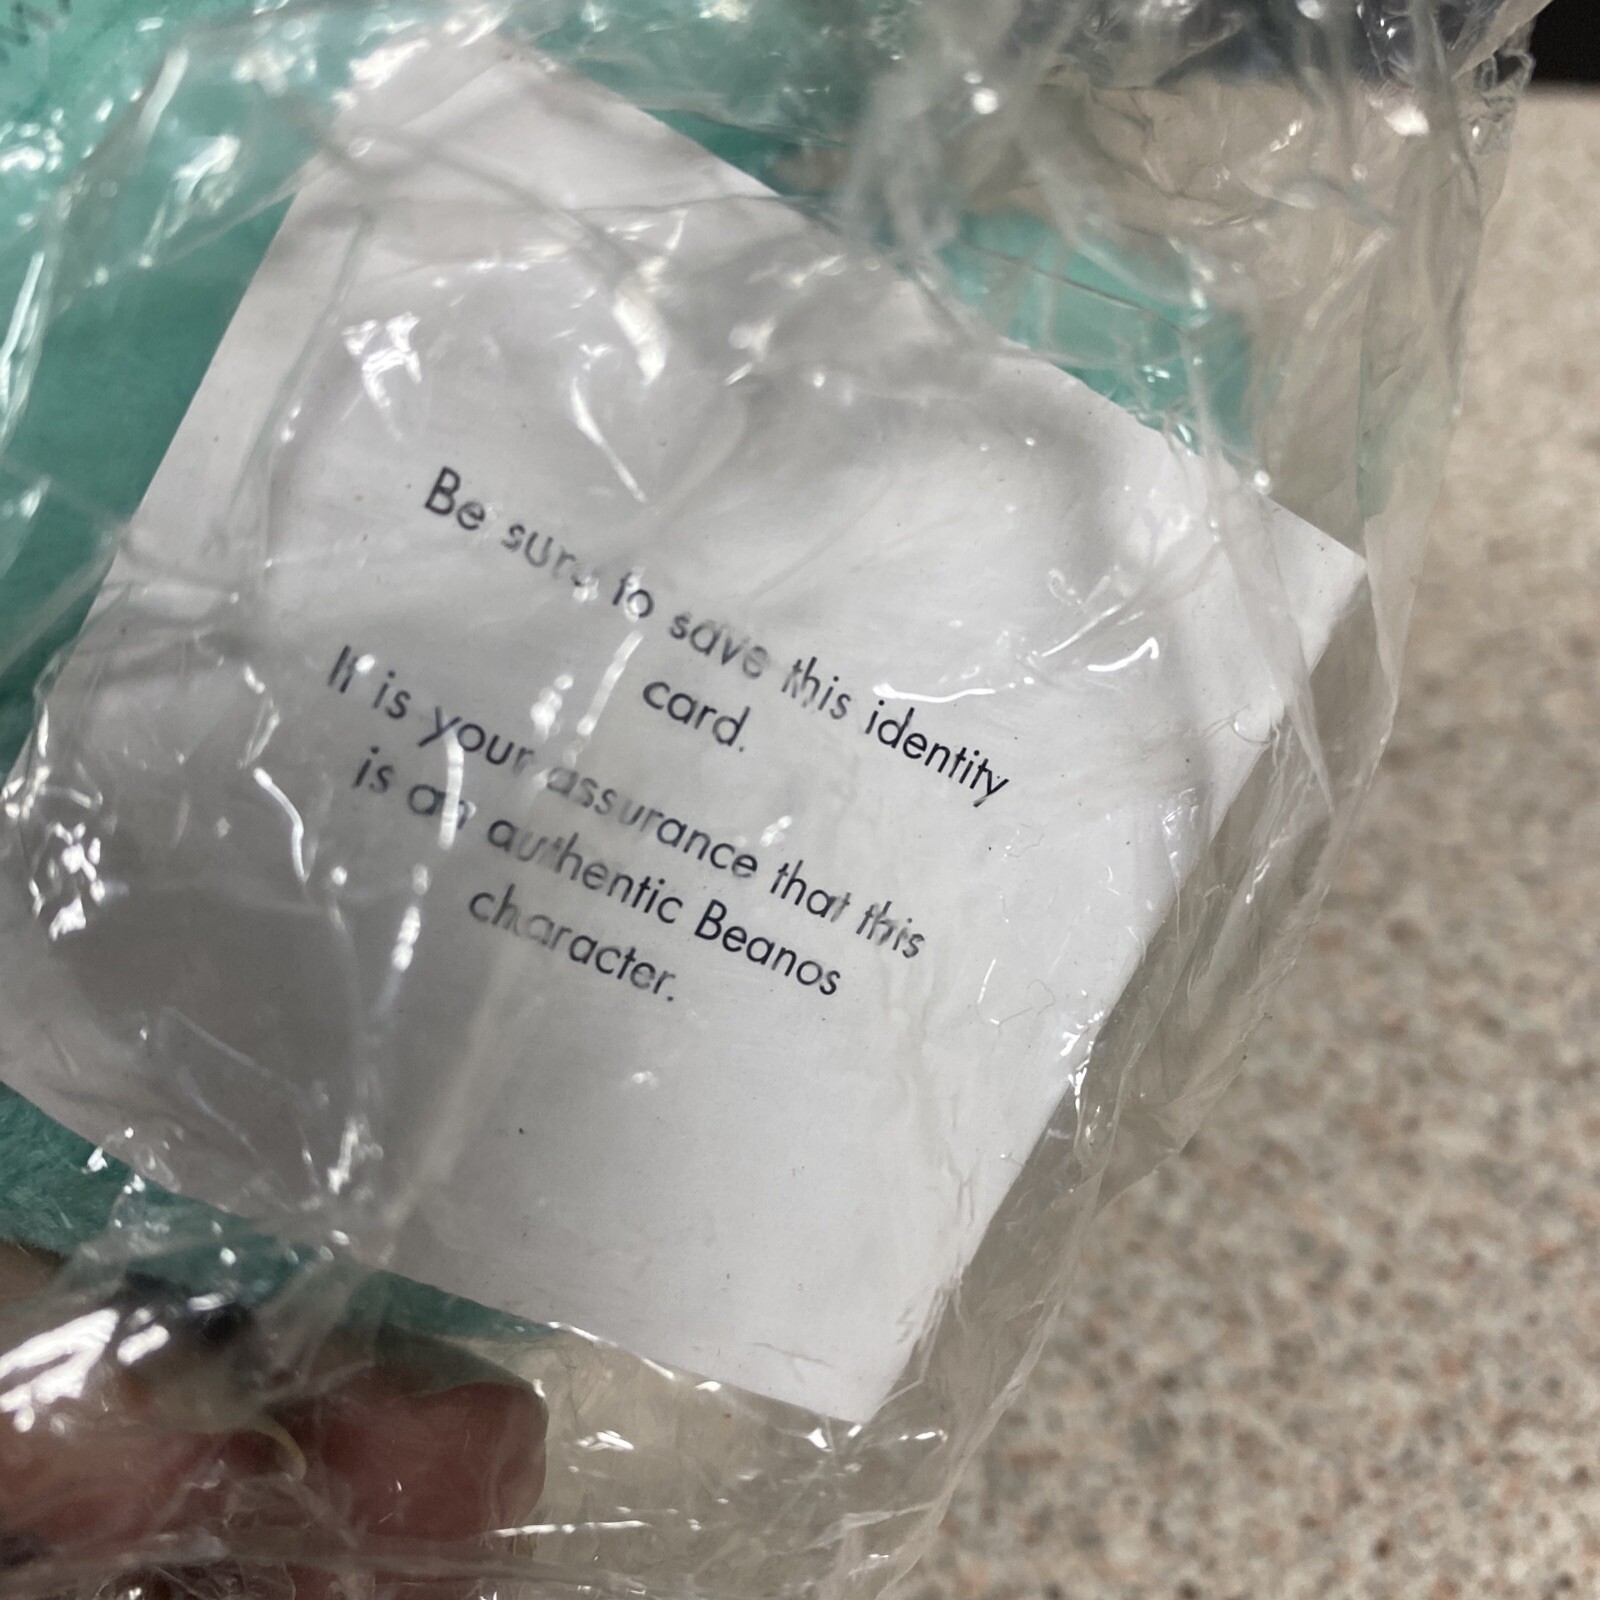 Be sure to save this identity
card.
It is your assurance that this
is an authentic Beanos
character.